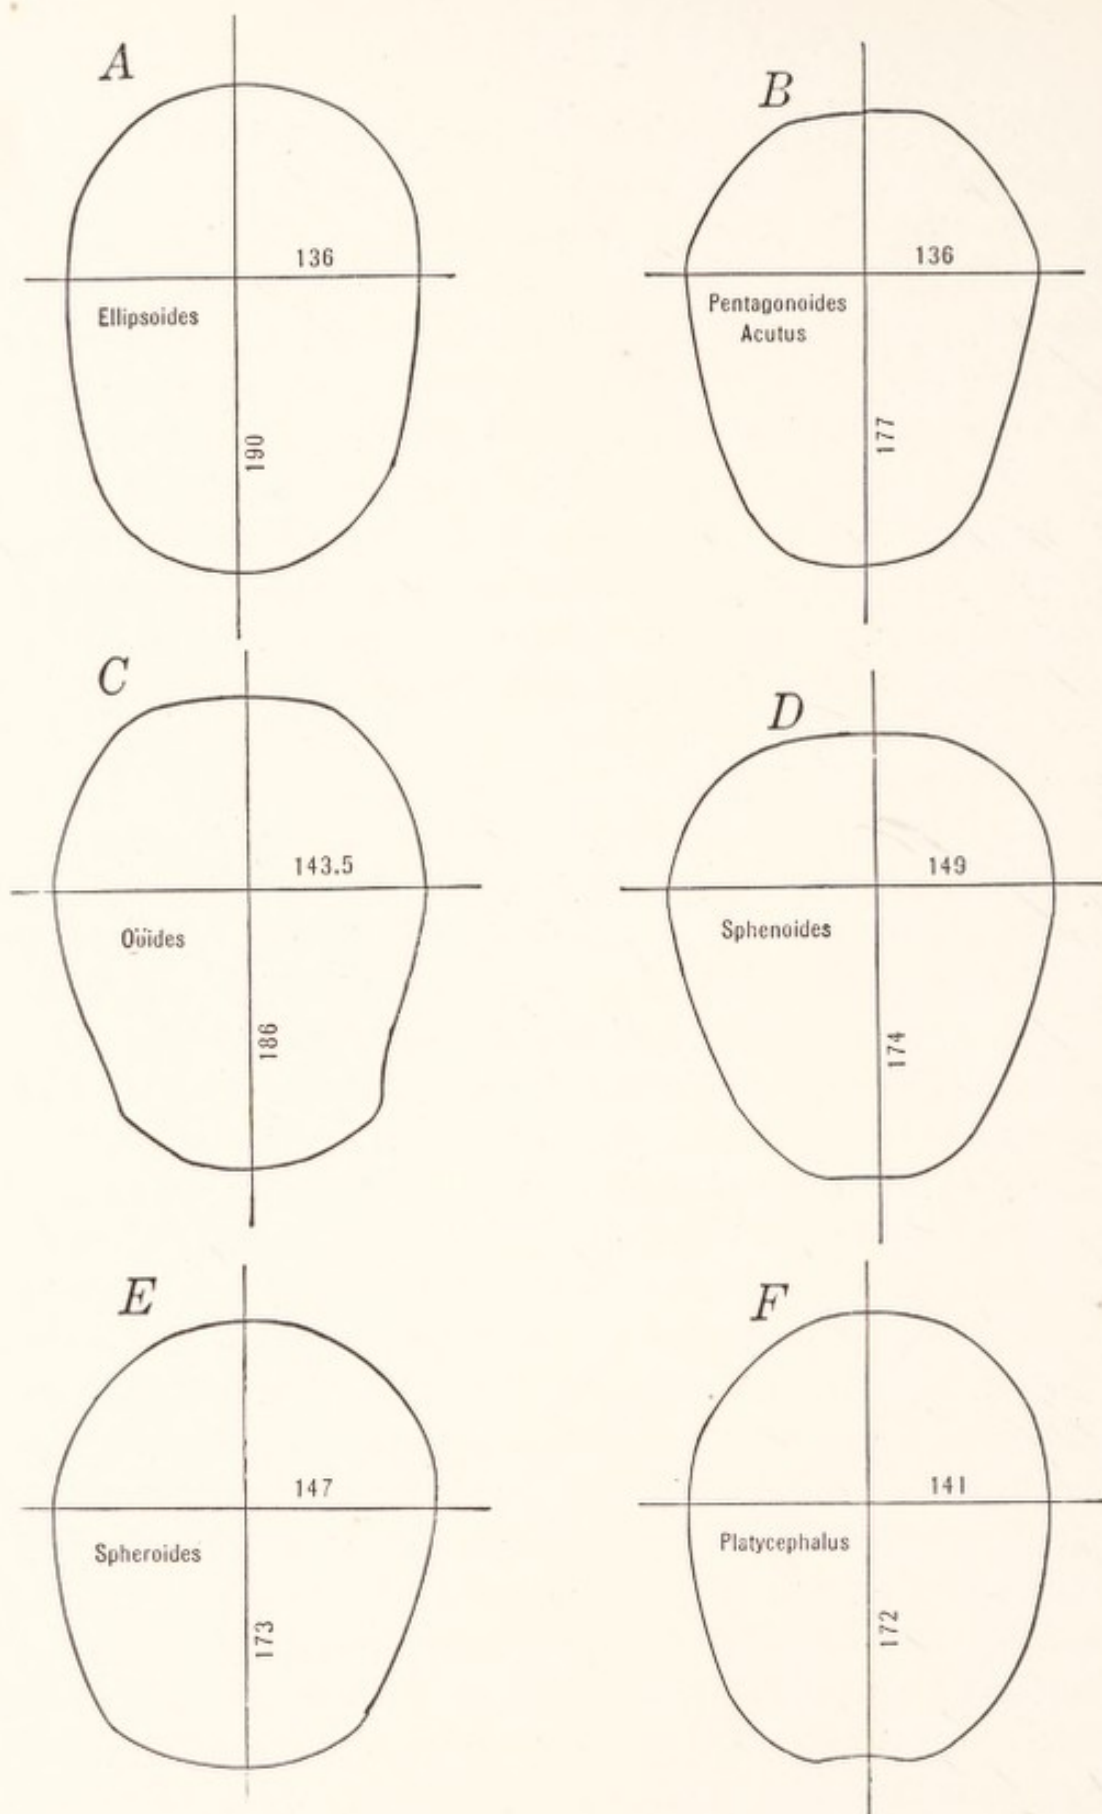 A
136
Ellipsoides
190
B
136
Pentagonoides
Acutus
177
C
143.5
Oöides
186
D
149
Sphenoides
174
E
147
Spheroides
173
F
141
Platycephalus
172